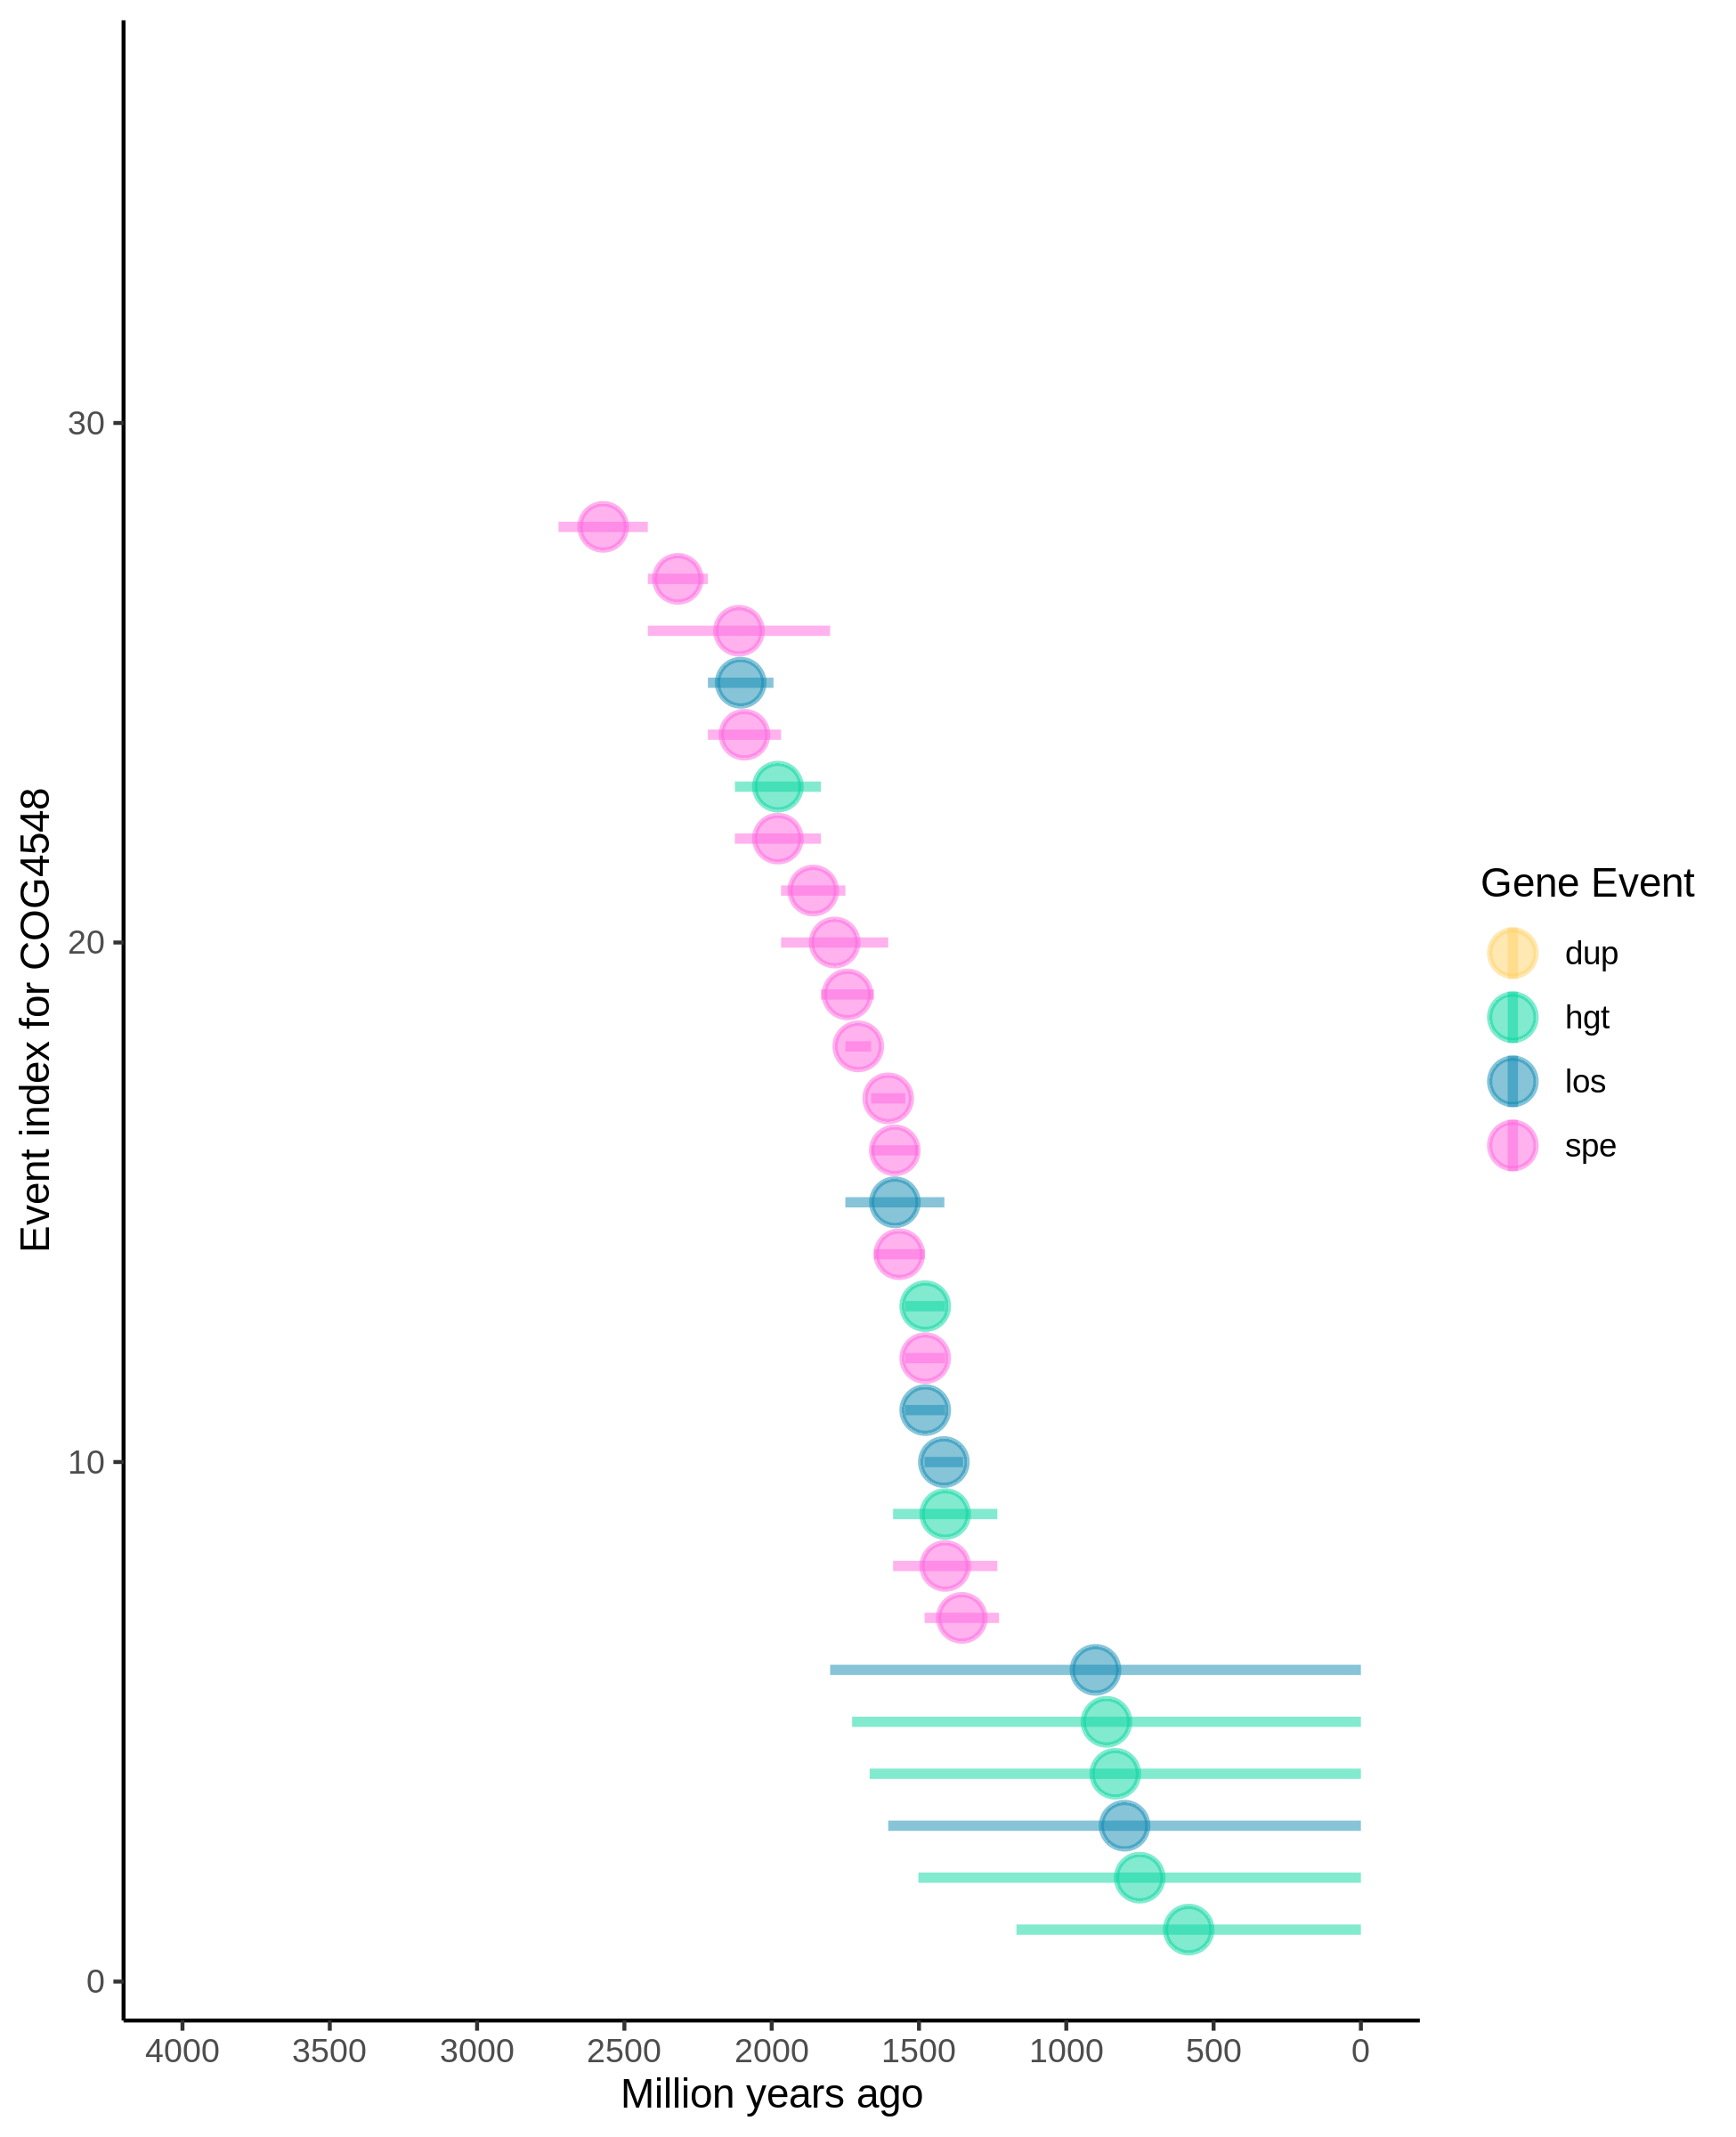 Event index for COG4548
30
20
10
0
4000 3500 3000 2500 2000 1500 1000 500 0
Million years ago
Gene Event
dup
hgt
los
spe